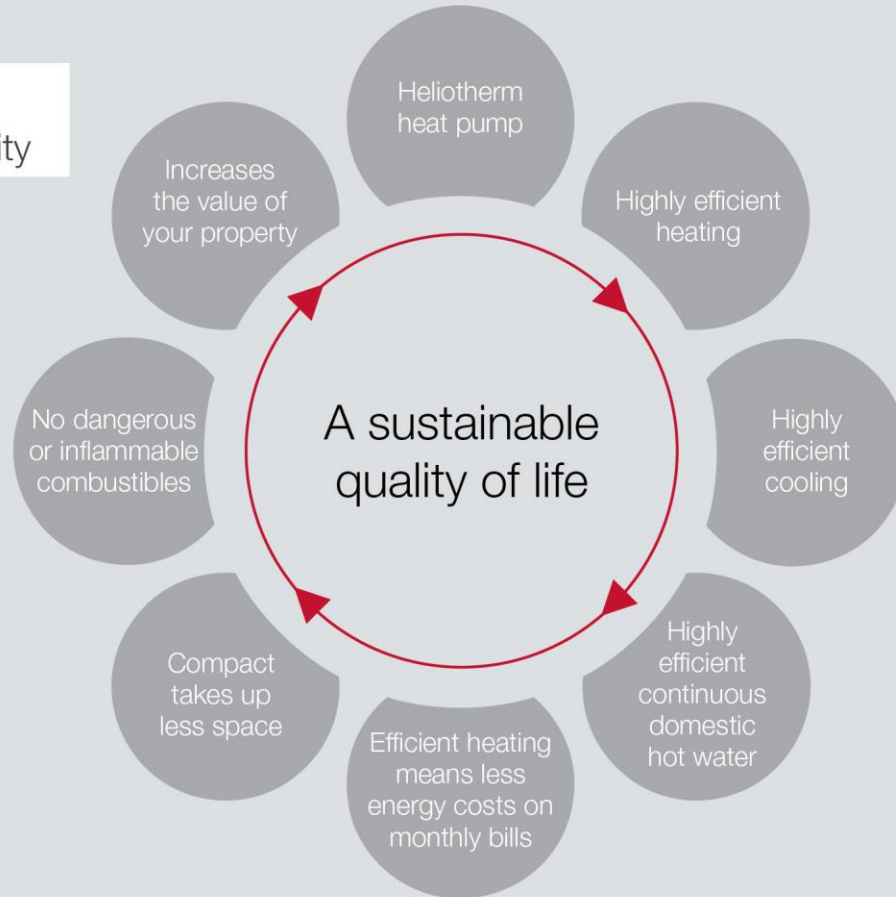 ity
Heliotherm
heat pump
Highly efficient
heating
Highly
efficient
cooling
Highly
efficient
continuous
domestic
hot water
Efficient heating
means less
energy costs on
monthly bills
Compact
takes up
less space
No dangerous
or inflammable
combustibles
Increases
the value of
your property
A sustainable
quality of life